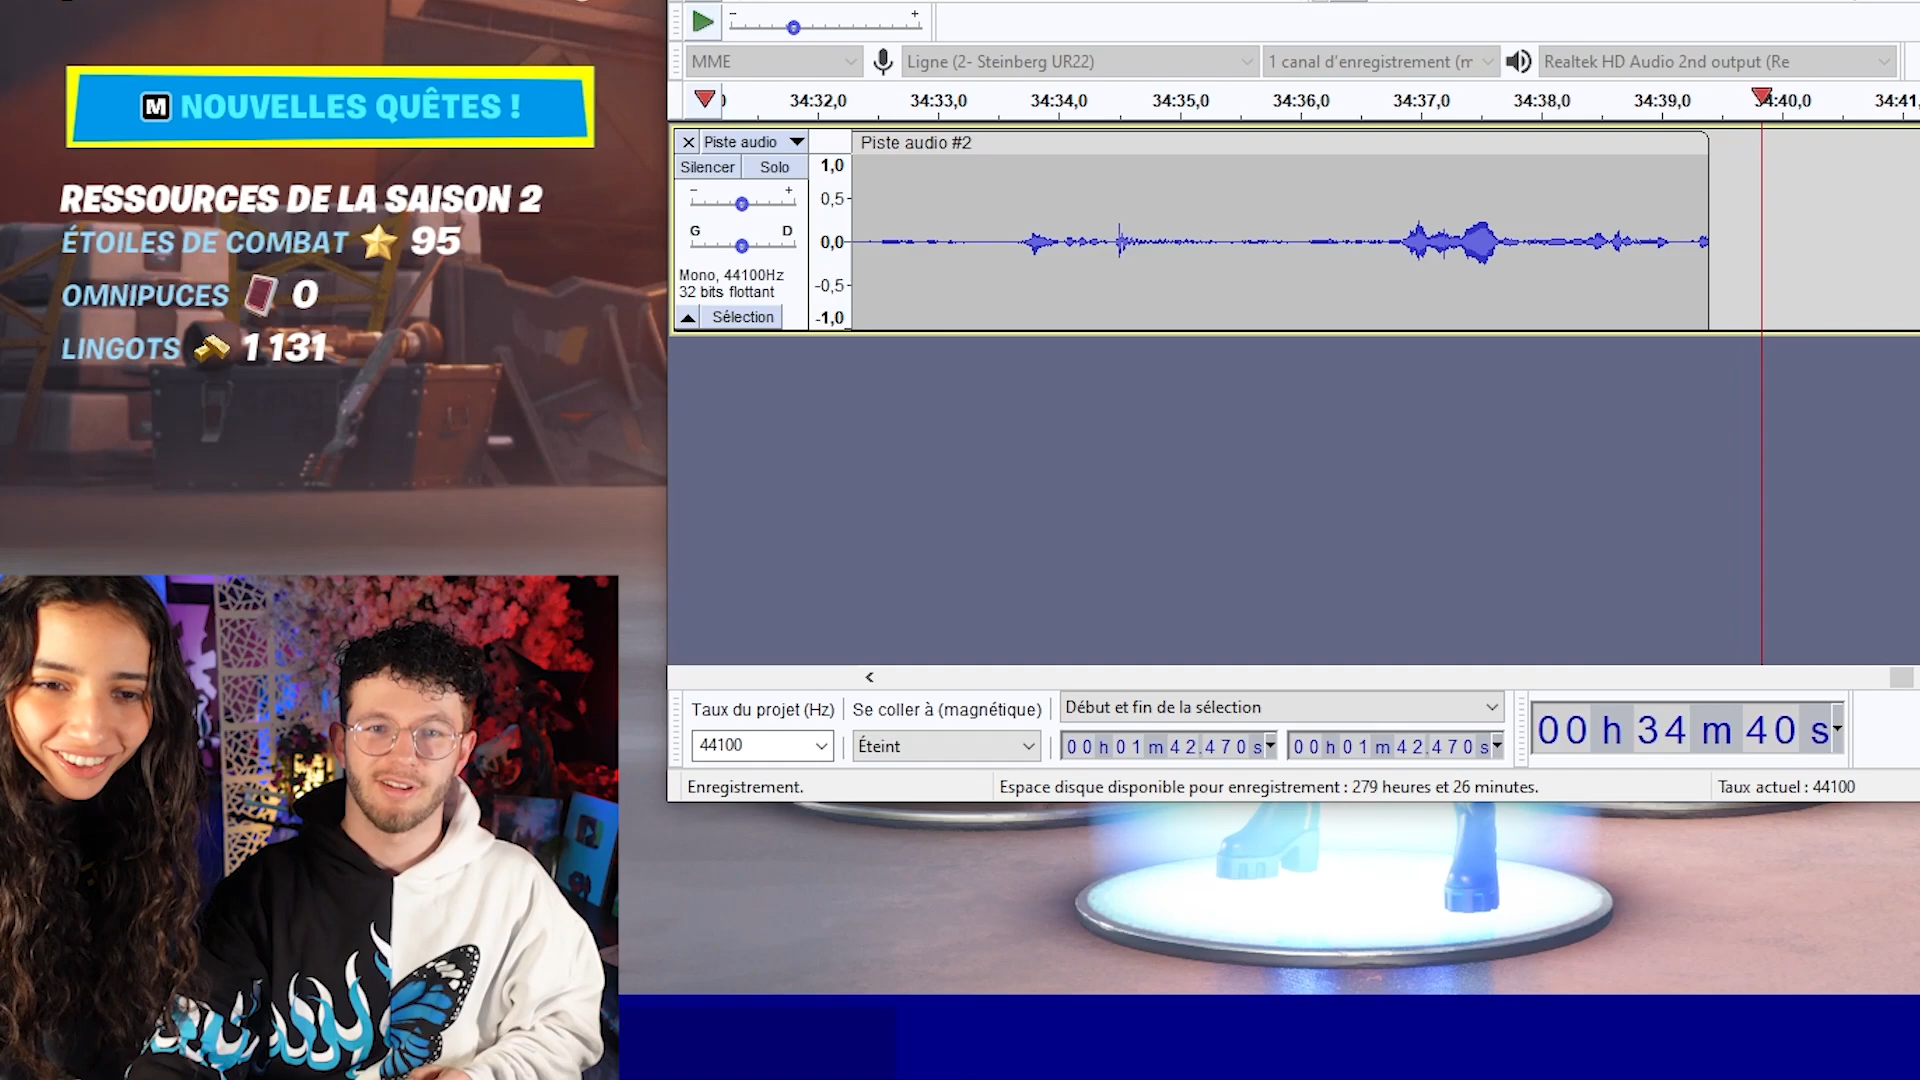 M NOUVELLES QUÊTES !
RESSOURCES DE LA SAISON 2
ÉTOILES DE COMBAT 95
OMNIPUCES 0
LINGOTS 1 131
- +
MME
Ligne (2- Steinberg UR22)
1 canal d'enregistrement (m
Realtek HD Audio 2nd output (Re
34:32,0 34:33,0 34:34,0 34:35,0 34:36,0 34:37,0 34:38,0 34:39,0 34:40,0 34:41,
Piste audio
Piste audio #2
Silencer Solo
- +
G D
Mono, 44100Hz
32 bits flottant
Sélection
1,0
0,5
0,0
-0,5
-1,0
Taux du projet (Hz)
Se coller à (magnétique)
Début et fin de la sélection
44100
Éteint
00 h 01 m 42.470 s
00 h 01 m 42.470 s
00 h 34 m 40 s
Enregistrement.
Espace disque disponible pour enregistrement : 279 heures et 26 minutes.
Taux actuel : 44100